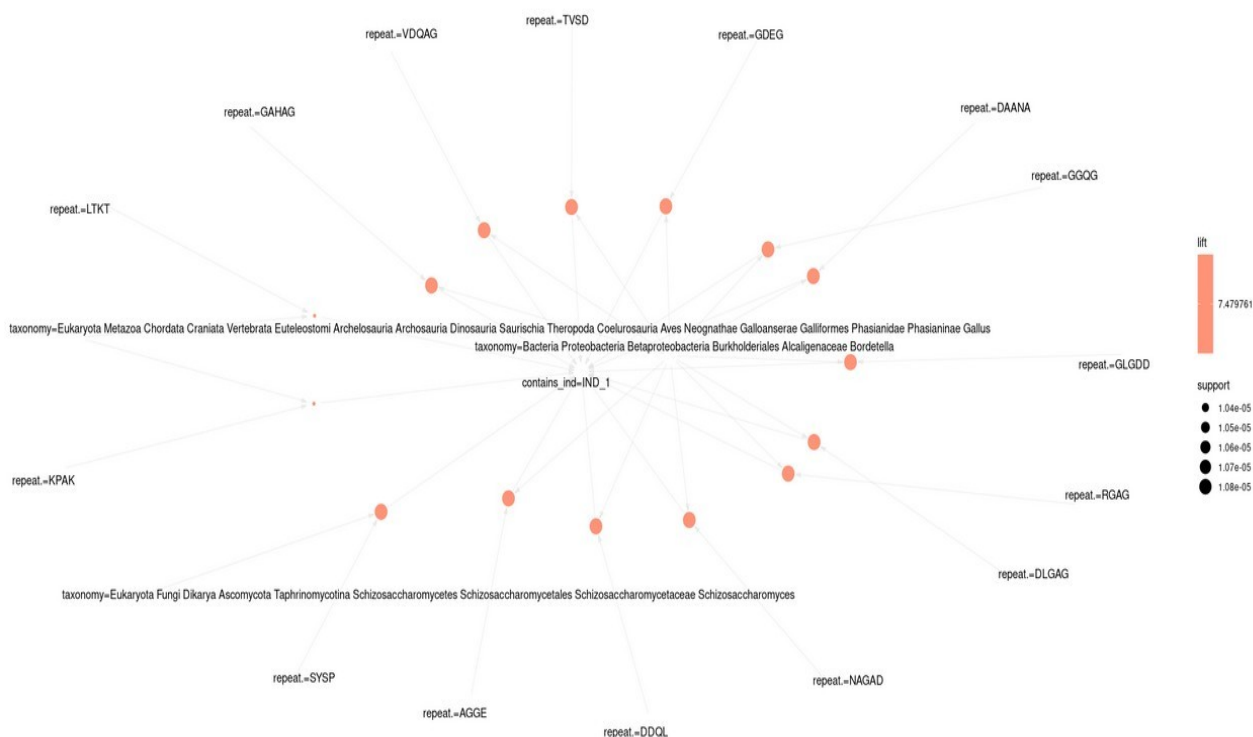 repeat.=TVSD
repeat.=VDQAG
repeat.=GDEG
repeat.=GAHAG
repeat.=DAANA
repeat.=GGQG
repeat.=LTKT
lift
7.479761
taxonomy=Eukaryota Metazoa Chordata Craniata Vertebrata Euteleostomi Archelosauria Archosauria Dinosauria Saurischia Theropoda Coelurosauria Aves Neognathae Galloanserae Galliformes Phasianidae Phasianinae Gallus
taxonomy=Bacteria Proteobacteria Betaproteobacteria Burkholderiales Alcaligenaceae Bordetella
repeat.=GLGDD
contains_ind=IND_1
support
1.04e-05
1.05e-05
1.06e-05
1.07e-05
1.08e-05
repeat.=KPAK
repeat.=RGAG
repeat.=DLGAG
taxonomy=Eukaryota Fungi Dikarya Ascomycota Taphrinomycotina Schizosaccharomycetes Schizosaccharomycetales Schizosaccharomycetaceae Schizosaccharomyces
repeat.=SYSP
repeat.=NAGAD
repeat.=AGGE
repeat.=DDQL